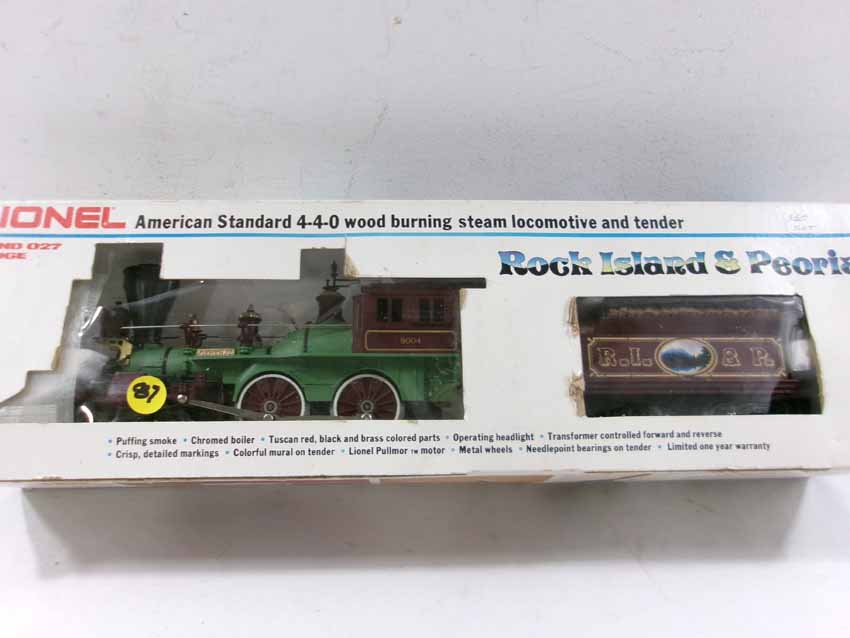 IONEL American Standard 4-4-0 wood burning steam locomotive and tender
ND O27
GE
Rock Island & Peoria
9004
R.I. & P.
87
• Puffing smoke • Chromed boiler • Tuscan red, black and brass colored parts • Operating headlight • Transformer controlled forward and reverse
• Crisp, detailed markings • Colorful mural on tender • Lionel Pullmor TM motor • Metal wheels • Needlepoint bearings on tender • Limited one year warranty